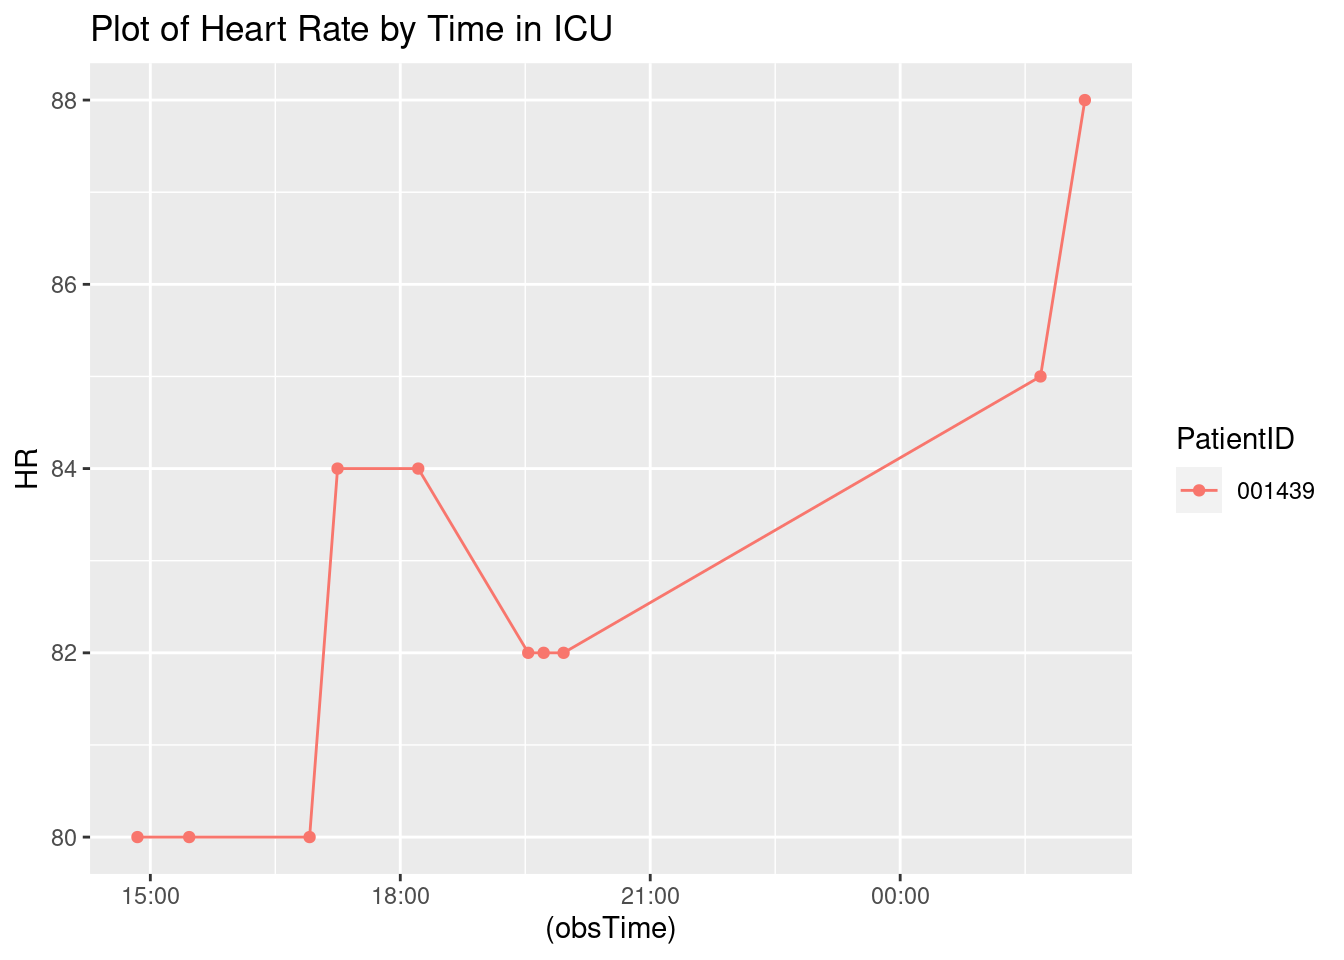 Plot of Heart Rate by Time in ICU
88
86
84
82
80
HR
15:00 18:00 21:00 00:00
(obsTime)
PatientID
001439